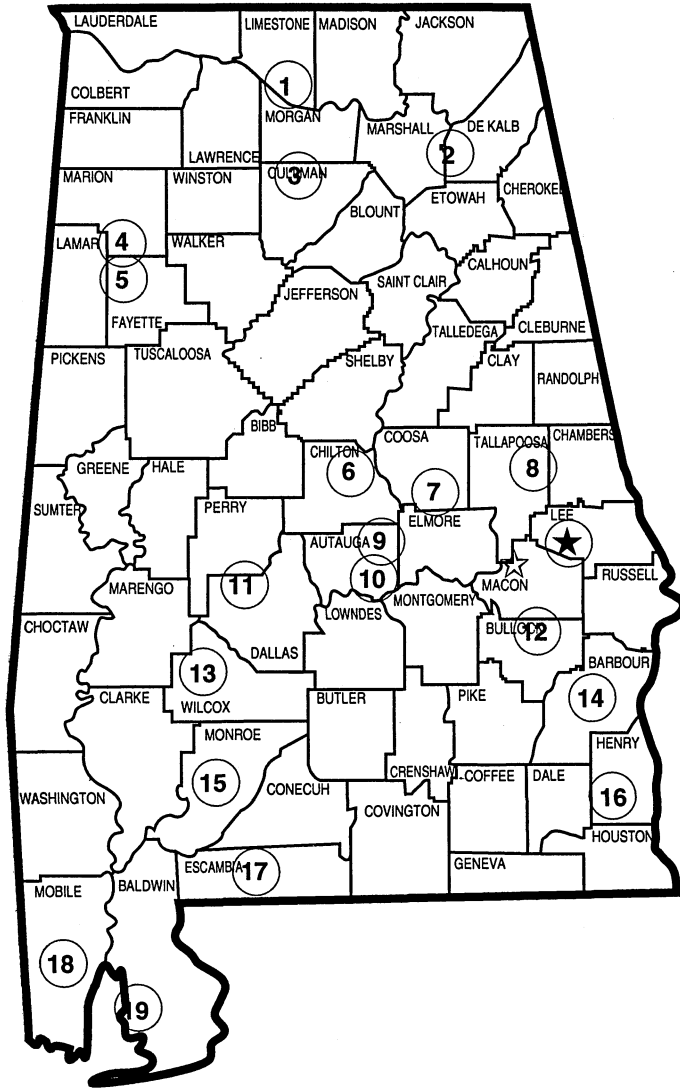 LAUDERDALE
LIMESTONE
MADISON
JACKSON
COLBERT
1
FRANKLIN
MORGAN
MARSHALL
DE KALB
LAWRENCE
2
MARION
WINSTON
CULLMAN
3
CHEROKEE
ETOWAH
BLOUNT
LAMAR
4
WALKER
5
CALHOUN
SAINT CLAIR
JEFFERSON
FAYETTE
CLEBURNE
TALLEDEGA
PICKENS
TUSCALOOSA
SHELBY
CLAY
RANDOLPH
BIBB
COOSA
TALLAPOOSA
CHAMBERS
CHILTON
GREENE
HALE
6
7
8
SUMTER
PERRY
ELMORE
LEE
AUTAUGA
9
10
MACON
RUSSELL
MARENGO
11
MONTGOMERY
LOWNDES
CHOCTAW
BULLOCK
12
DALLAS
BARBOUR
13
CLARKE
WILCOX
BUTLER
PIKE
14
MONROE
HENRY
CRENSHAW
COFFEE
DALE
15
CONECUH
WASHINGTON
16
COVINGTON
HOUSTON
ESCAMBIA
17
GENEVA
MOBILE
BALDWIN
18
19